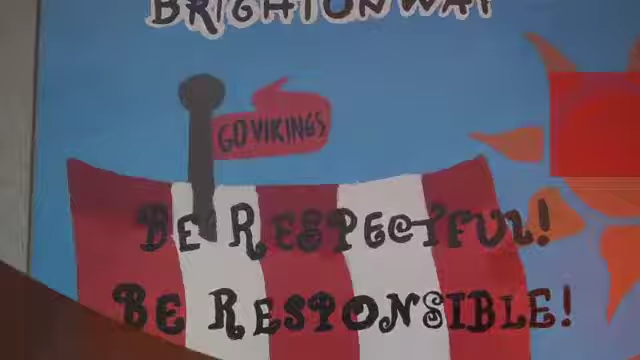 BRIGHTON WAY
GO VIKINGS
BE RESPECTFUL!
BE RESPONSIBLE!